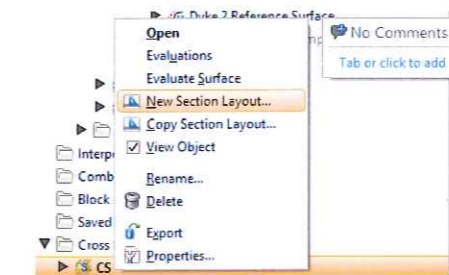 Dyke 2 Reference Surface
Open
No Comments
Evaluations
Tab or click to add
Evaluate Surface
New Section Layout...
Copy Section Layout...
View Object
Interp
Comb
Rename...
Block
Delete
Saved
Export
Cross
Properties...
CS